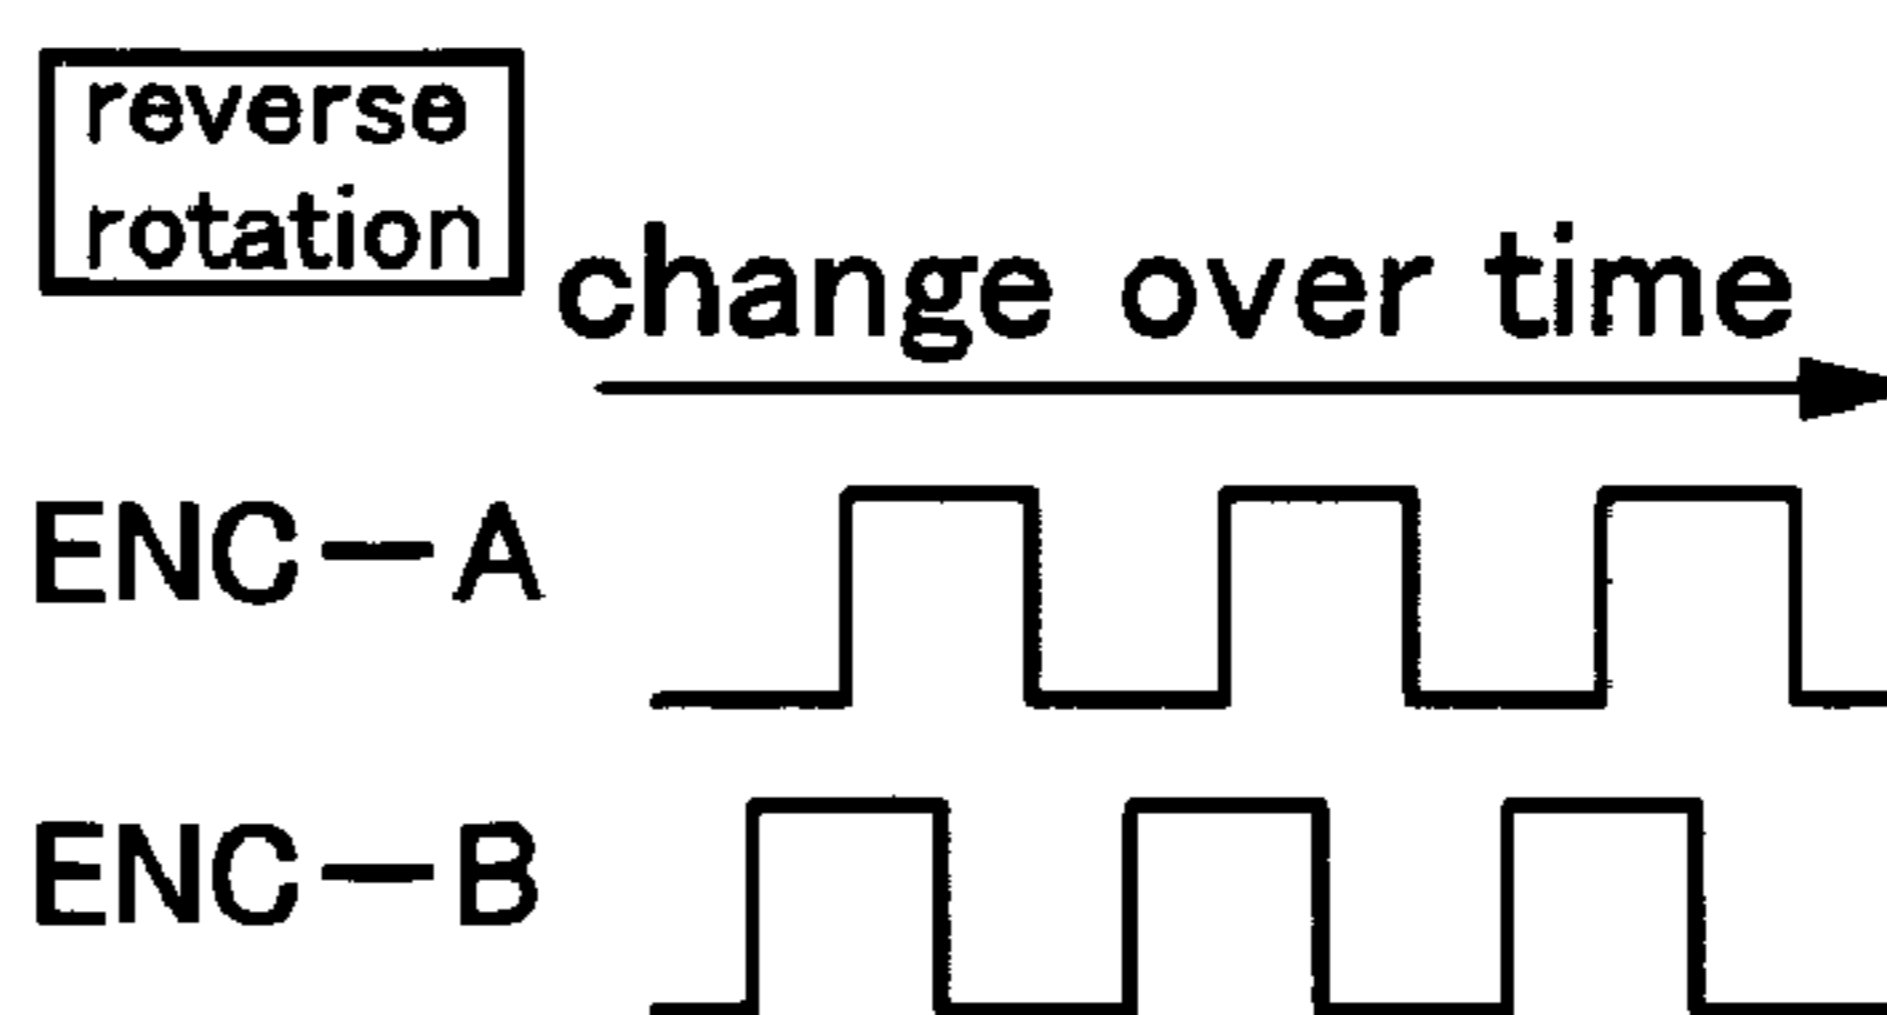 reverse
rotation
change over time
ENC－A
ENC－B